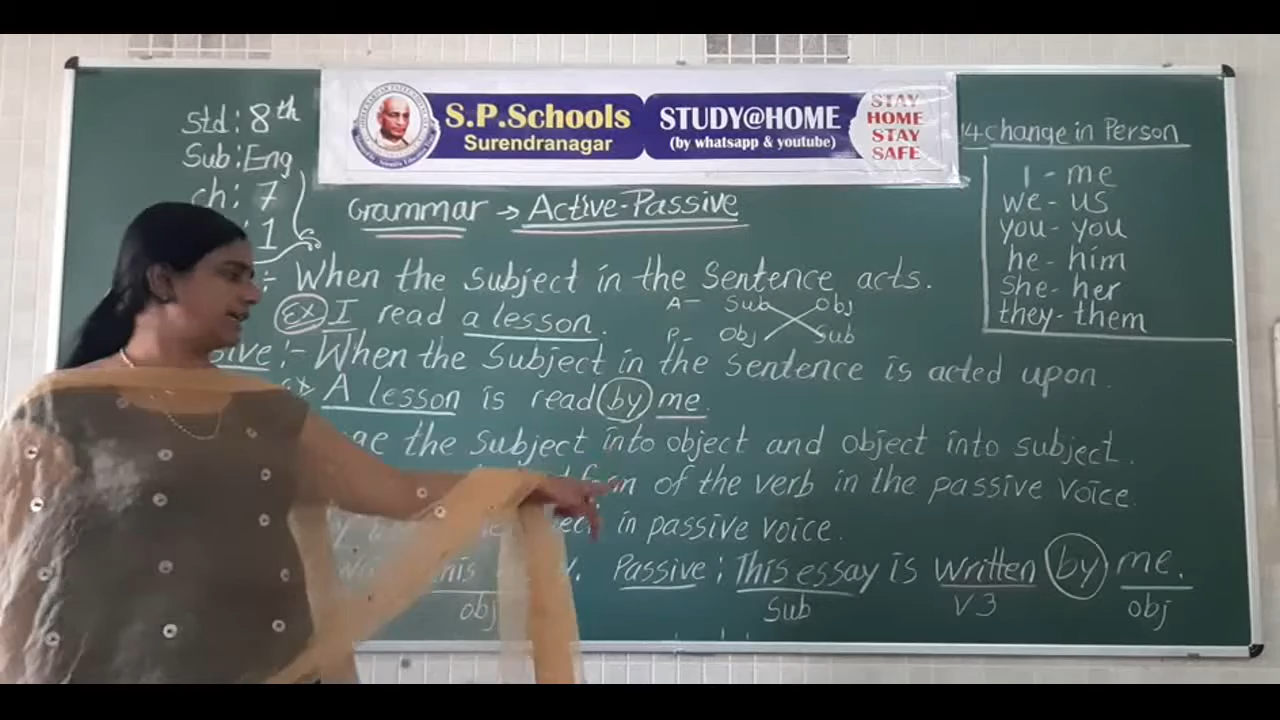 S.P.Schools
Surendranagar
STUDY@HOME
(by whatsapp & youtube)
STAY
HOME
STAY
SAFE
Std: 8th
Sub: Eng
ch: 7
1
Grammar → Active-Passive
:- When the subject in the Sentence acts.
Ex I read a lesson.
A- Sub Obj
P- Obj Sub
:- When the Subject in the Sentence is acted upon.
Ex A lesson is read by me.
the subject into object and object into subject.
of the verb in the passive voice.
in passive voice.
Passive: This essay is written by me.
obj Sub V3 obj
4 change in Person
I - me
we - us
you - you
he - him
She - her
they - them